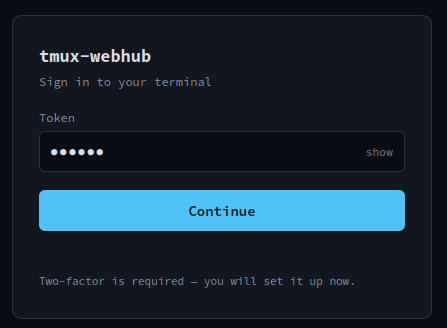 tmux-webhub
Sign in to your terminal
Token
●●●●●● show
Continue
Two-factor is required — you will set it up now.